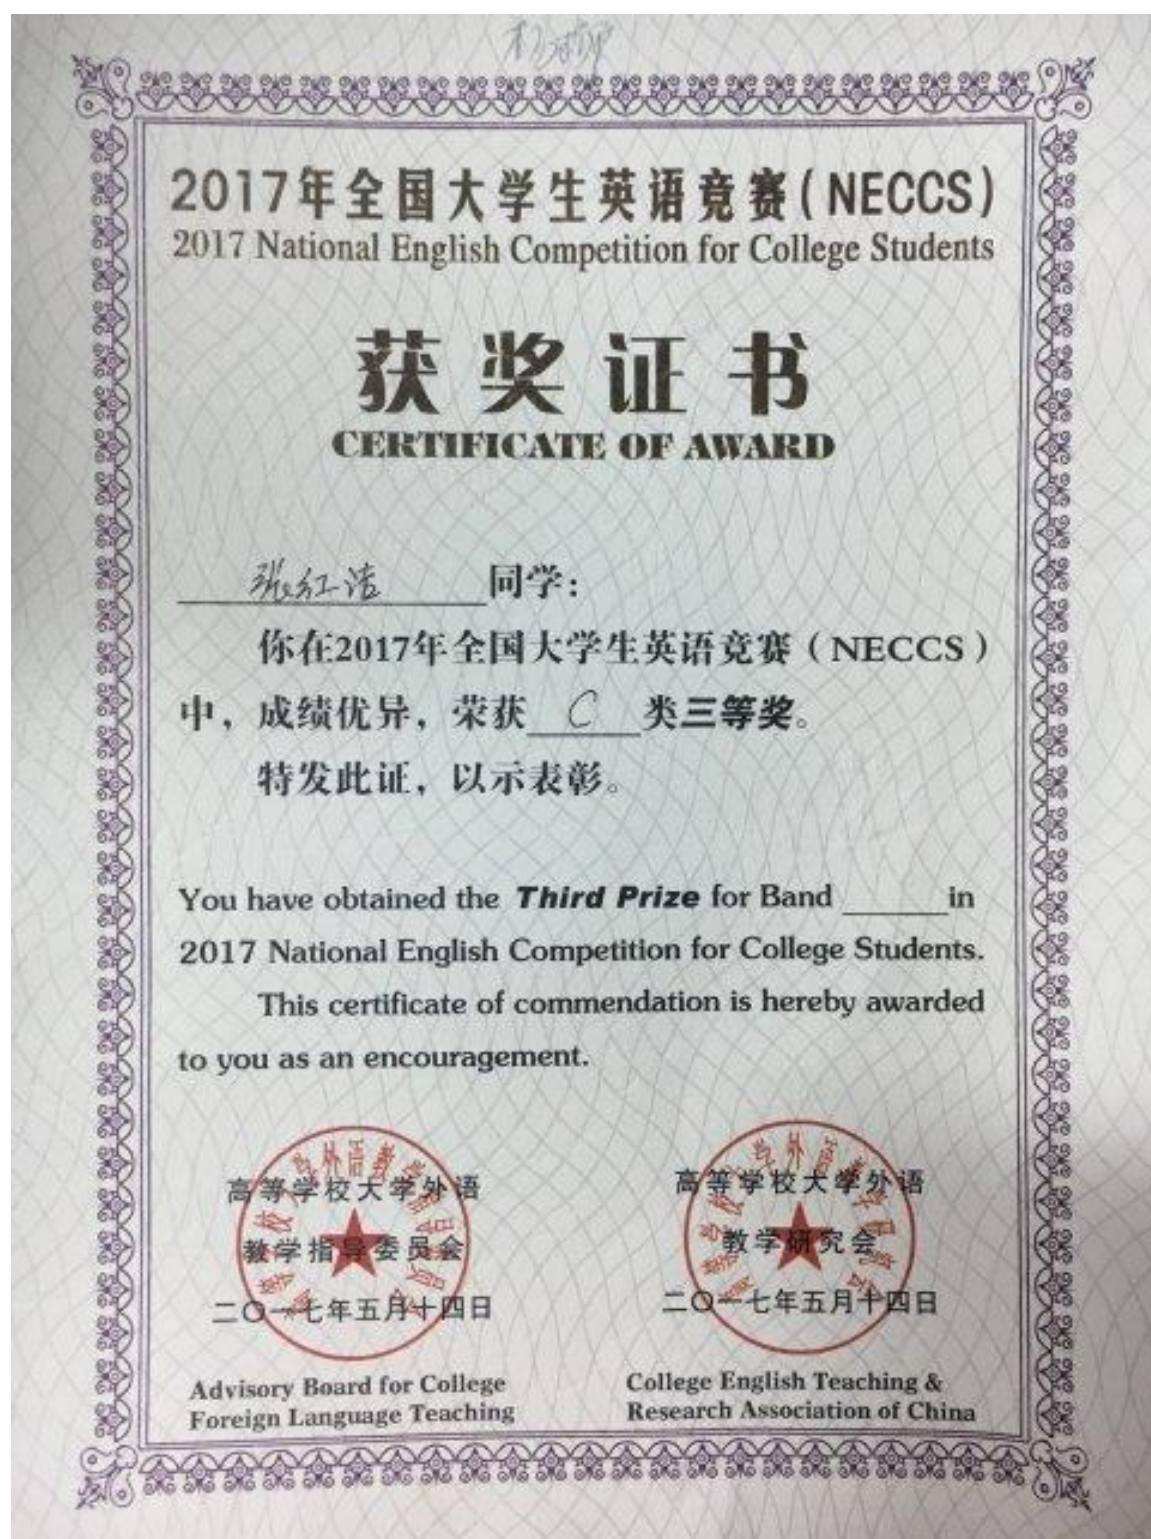 2017年全国大学生英语竞赛(NECCS)
2017 National English Competition for College Students
获奖证书
CERTIFICATE OF AWARD
张红洁 同学:
你在2017年全国大学生英语竞赛(NECCS)
中,成绩优异,荣获 C 类三等奖。
特发此证,以示表彰。
You have obtained the Third Prize for Band in
2017 National English Competition for College Students.
This certificate of commendation is hereby awarded
to you as an encouragement.
高等学校大学外语
教学指导委员会
二〇一七年五月十四日
Advisory Board for College
Foreign Language Teaching
高等学校大学外语
教学研究会
二〇一七年五月十四日
College English Teaching &
Research Association of China